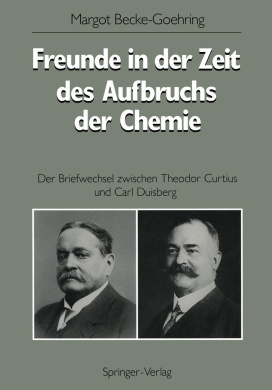 Margot Becke-Goehring
Freunde in der Zeit
des Aufbruchs
der Chemie
Der Briefwechsel zwischen Theodor Curtius
und Carl Duisberg
Springer-Verlag